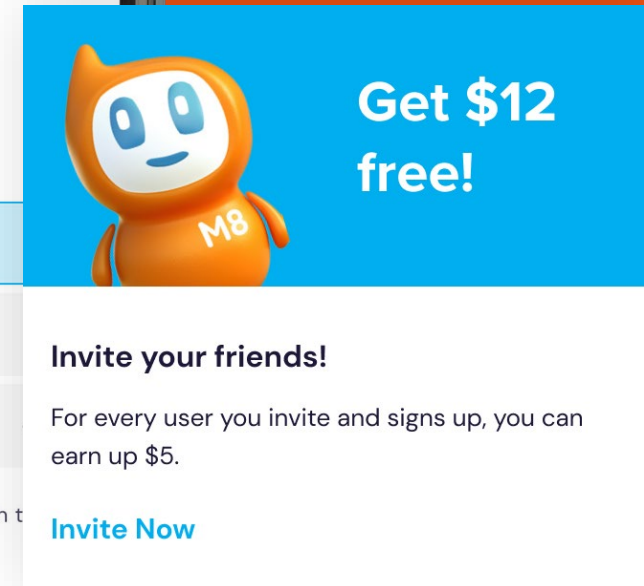 Get $12
free!
M8
Invite your friends!
For every user you invite and signs up, you can
earn up $5.
Invite Now